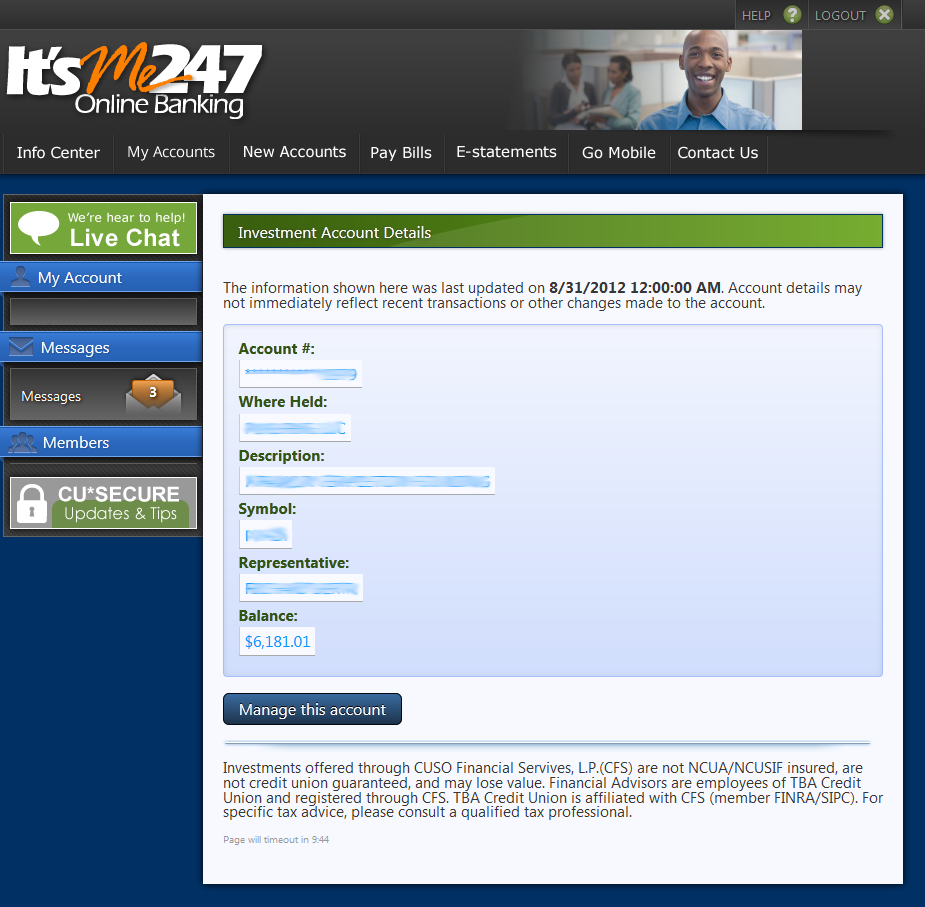 HELP ?
LOGOUT
It's Me 247
Online Banking
Info Center
My Accounts
New Accounts
Pay Bills
E-statements
Go Mobile
Contact Us
We're hear to help!
Live Chat
My Account
Messages
Messages
3
Members
CU*SECURE
Updates & Tips
Investment Account Details
The information shown here was last updated on 8/31/2012 12:00:00 AM. Account details may
not immediately reflect recent transactions or other changes made to the account.
Account #:
Where Held:
Description:
Symbol:
Representative:
Balance:
$6,181.01
Manage this account
Investments offered through CUSO Financial Servives, L.P.(CFS) are not NCUA/NCUSIF insured, are
not credit union guaranteed, and may lose value. Financial Advisors are employees of TBA Credit
Union and registered through CFS. TBA Credit Union is affiliated with CFS (member FINRA/SIPC). For
specific tax advice, please consult a qualified tax professional.
Page will timeout in 9:44